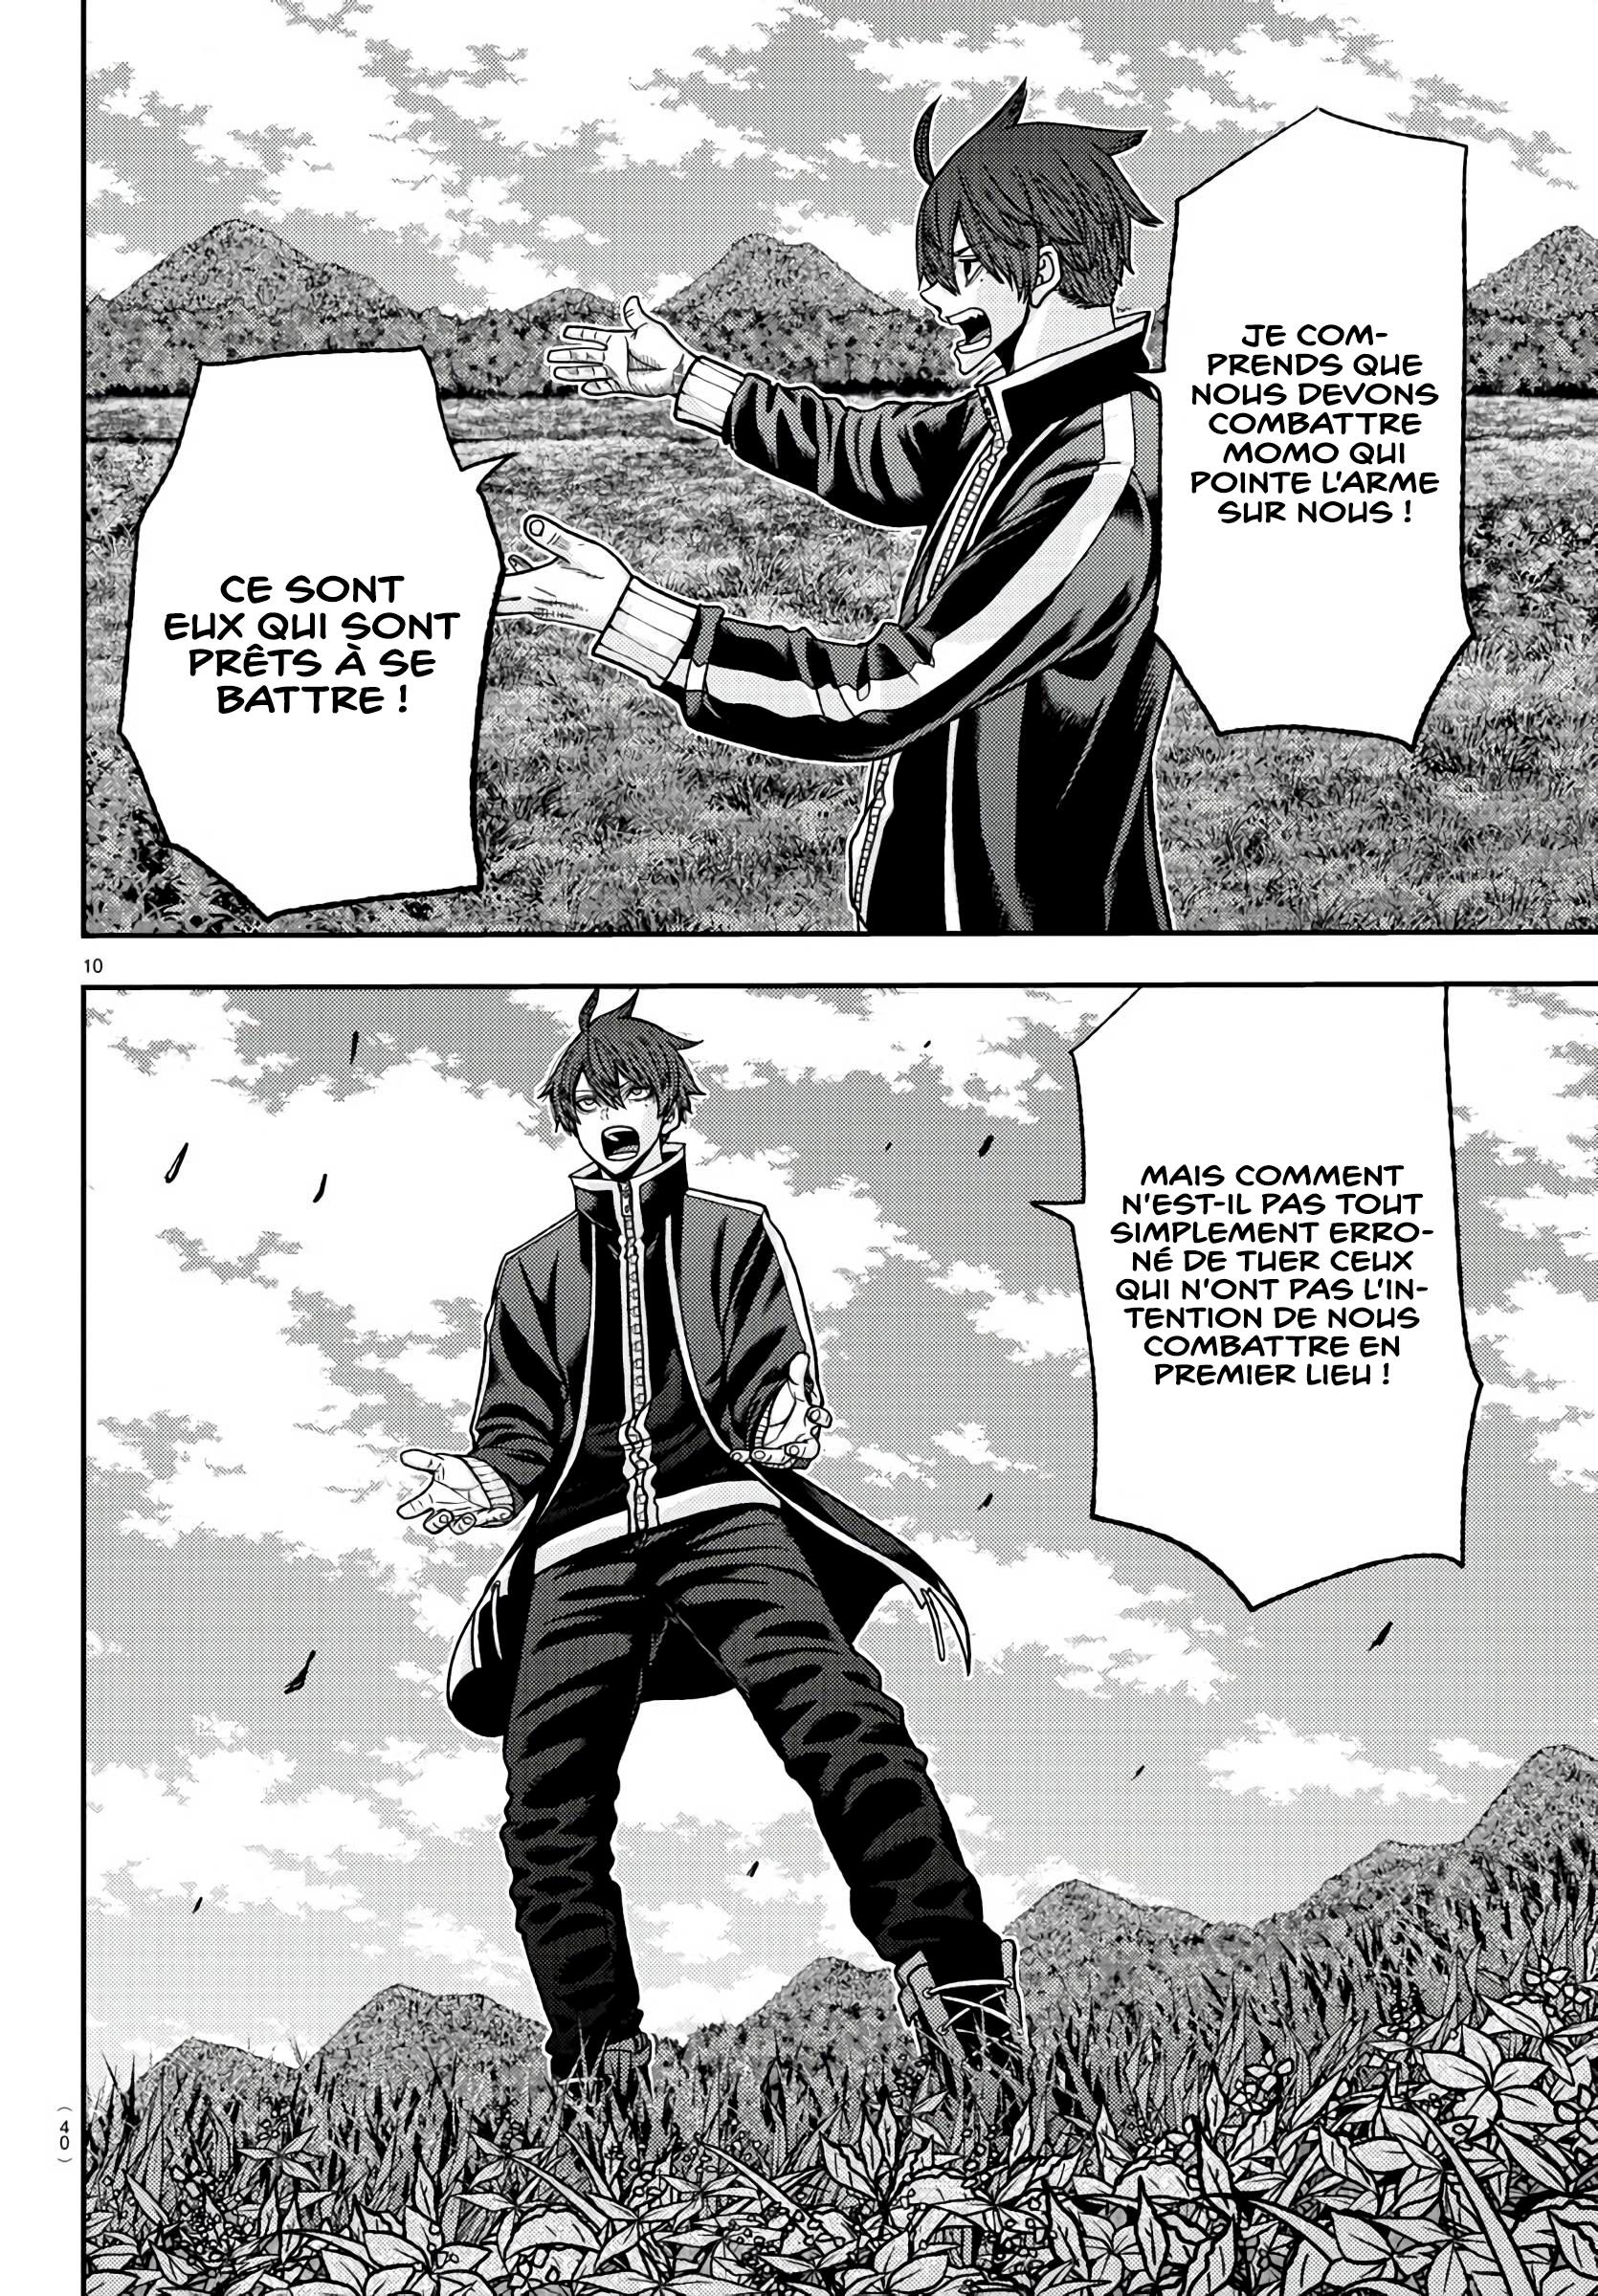 JE COM-
PRENDS QUE
NOUS DEVONS
COMBATTRE
MOMO QUI
POINTE L'ARME
SUR NOUS !
CE SONT
EUX QUI SONT
PRÊTS À SE
BATTRE !
10
MAIS COMMENT
N'EST-IL PAS TOUT
SIMPLEMENT ERRO-
NÉ DE TUER CEUX
QUI N'ONT PAS L'IN-
TENTION DE NOUS
COMBATTRE EN
PREMIER LIEU !
(40)